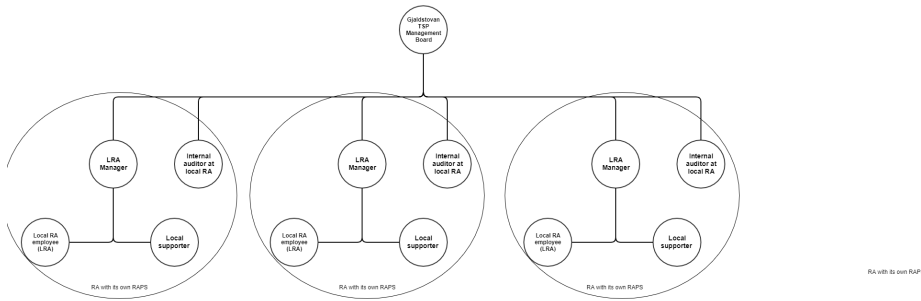 Gjaldstovan
TSP
Management
Board
LRA
Manager
Internal
auditor at
local RA
LRA
Manager
Internal
auditor at
local RA
LRA
Manager
Internal
auditor at
local RA
Local RA
employee
(LRA)
Local
supporter
Local RA
employee
(LRA)
Local
supporter
Local RA
employee
(LRA)
Local
supporter
RA with its own RAPS
RA with its own RAPS
RA with its own RAPS
RA with its own RAP